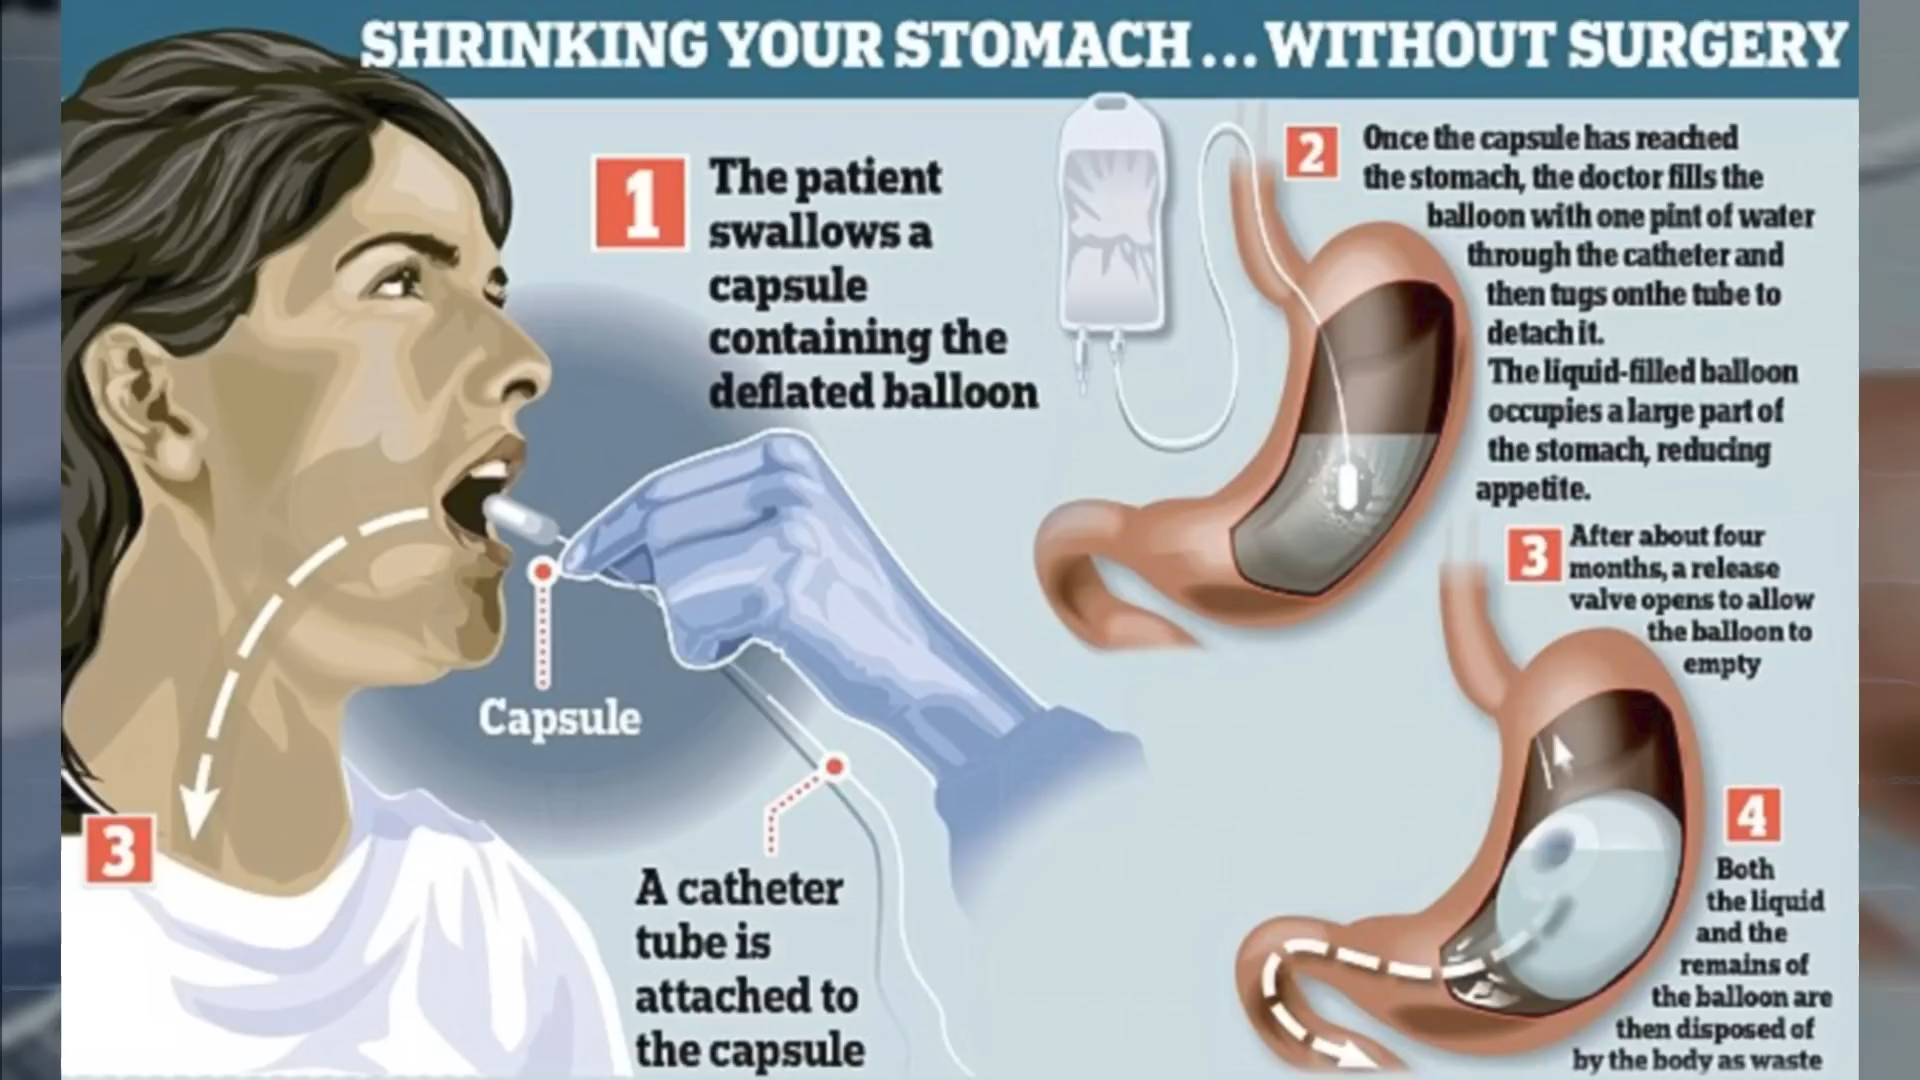 SHRINKING YOUR STOMACH... WITHOUT SURGERY
1
The patient
swallows a
capsule
containing the
deflated balloon
Capsule
A catheter
tube is
attached to
the capsule
3
2
Once the capsule has reached
the stomach, the doctor fills the
balloon with one pint of water
through the catheter and
then tugs onthe tube to
detach it.
The liquid-filled balloon
occupies a large part of
the stomach, reducing
appetite.
3
After about four
months, a release
valve opens to allow
the balloon to
empty
4
Both
the liquid
and the
remains of
the balloon are
then disposed of
by the body as waste